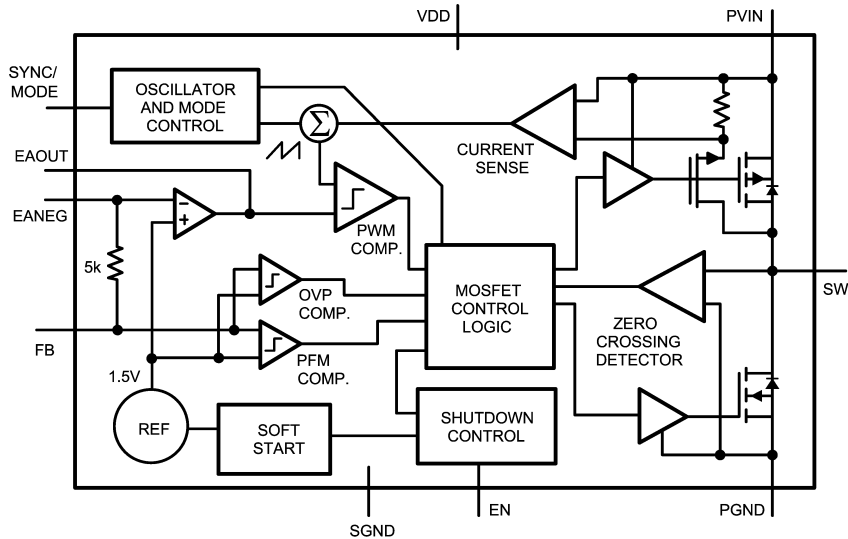 VDD
PVIN
SYNC/
MODE
OSCILLATOR
AND MODE
CONTROL
Σ
CURRENT
SENSE
EAOUT
EANEG
−
+
PWM
COMP.
5k
OVP
COMP.
MOSFET
CONTROL
LOGIC
SW
ZERO
CROSSING
DETECTOR
FB
PFM
COMP.
1.5V
REF
SOFT
START
SHUTDOWN
CONTROL
SGND
EN
PGND